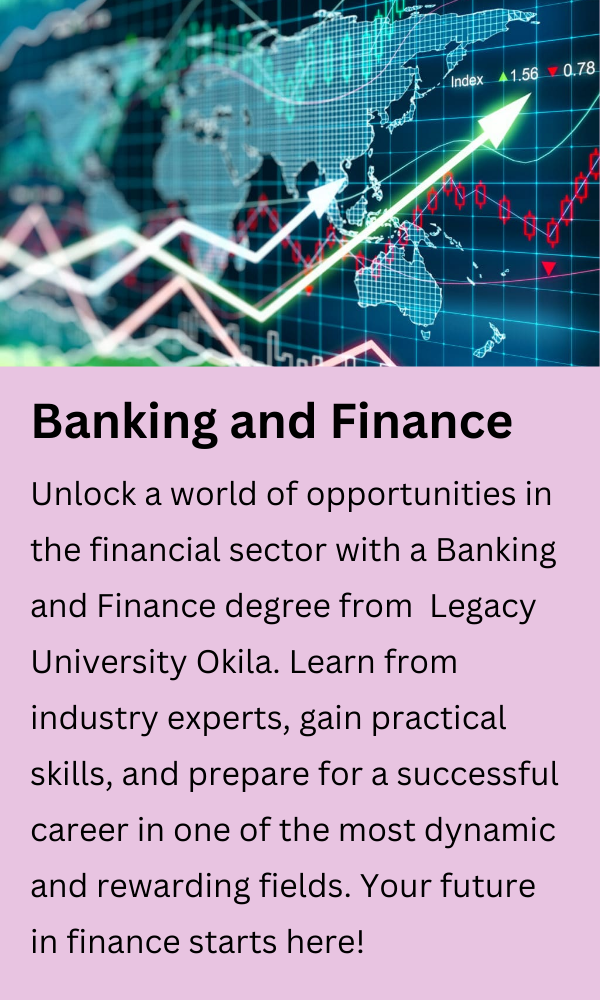 Index ▲1.56 ▼0.78
Banking and Finance
Unlock a world of opportunities in
the financial sector with a Banking
and Finance degree from  Legacy
University Okila. Learn from
industry experts, gain practical
skills, and prepare for a successful
career in one of the most dynamic
and rewarding fields. Your future
in finance starts here!